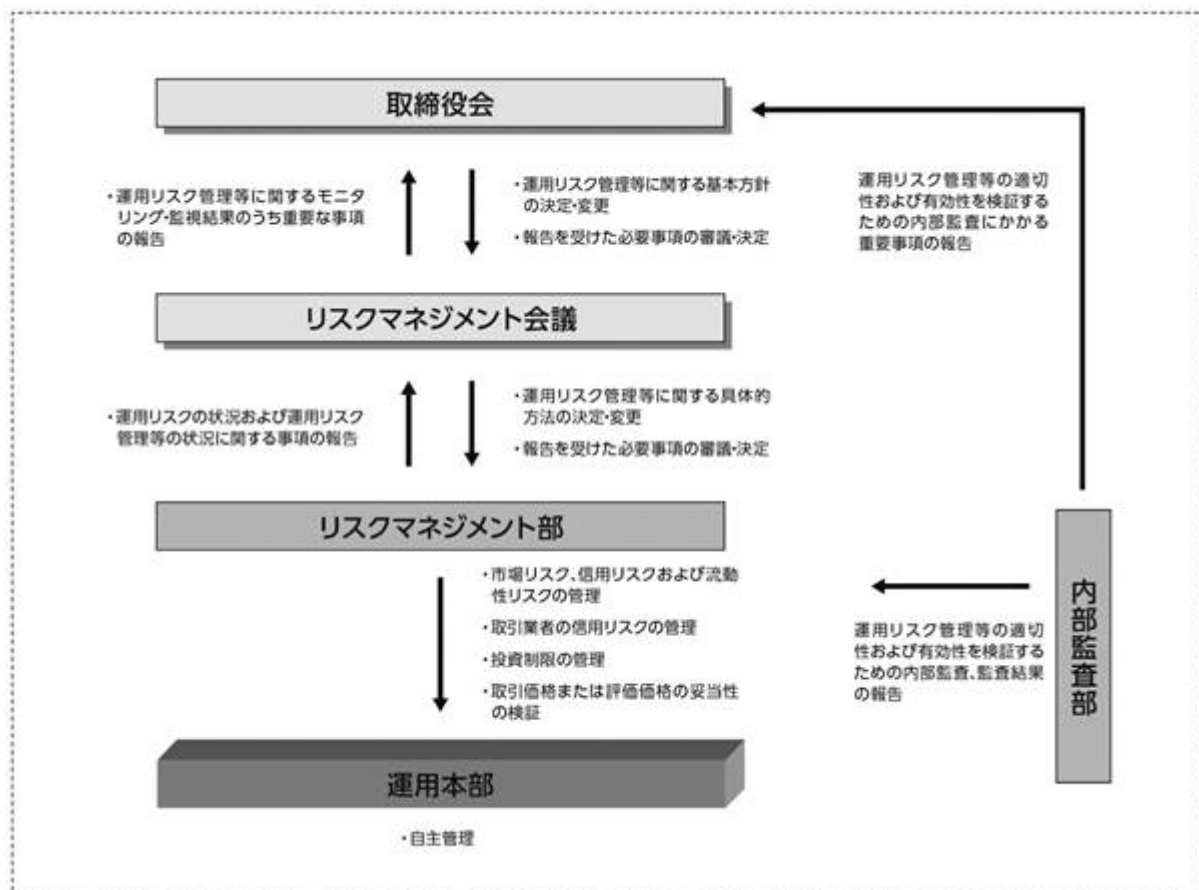 取締役会
・運用リスク管理等に関するモニタ
リング・監視結果のうち重要な事項
の報告
・運用リスク管理等に関する基本方針
の決定・変更
・報告を受けた必要事項の審議・決定
運用リスク管理等の適切
性および有効性を検証す
るための内部監査にかかる
重要事項の報告
リスクマネジメント会議
・運用リスクの状況および運用リスク
管理等の状況に関する事項の報告
・運用リスク管理等に関する具体的
方法の決定・変更
・報告を受けた必要事項の審議・決定
リスクマネジメント部
・市場リスク、信用リスクおよび流動
性リスクの管理
・取引業者の信用リスクの管理
・投資制限の管理
・取引価格または評価価格の妥当性
の検証
運用リスク管理等の適切
性および有効性を検証する
ための内部監査、監査結果
の報告
内部監査部
運用本部
・自主管理